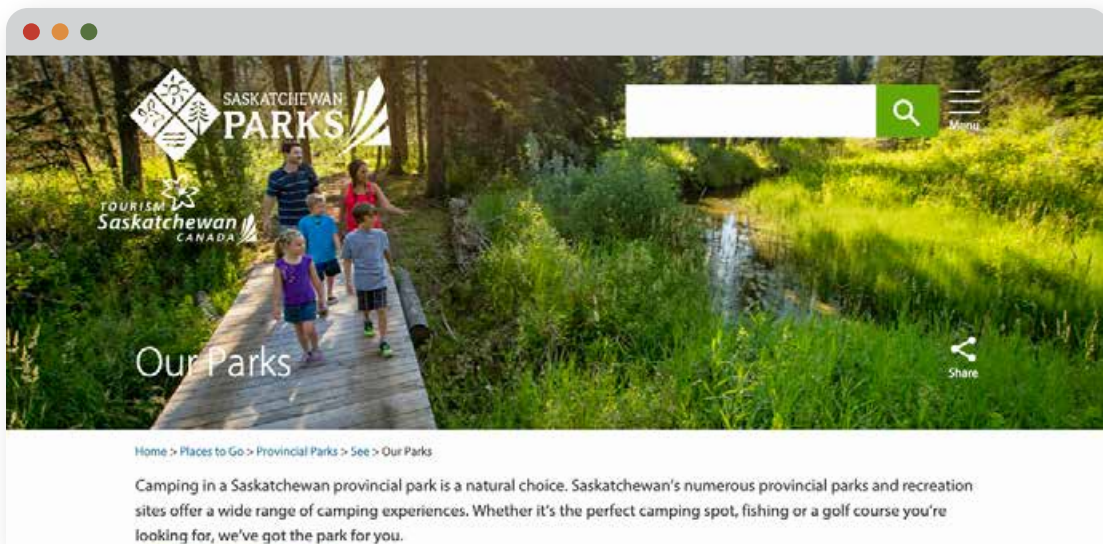 SASKATCHEWAN
PARKS
Menu
TOURISM
Saskatchewan
CANADA
Our Parks
Share
Home > Places to Go > Provincial Parks > See > Our Parks
Camping in a Saskatchewan provincial park is a natural choice. Saskatchewan's numerous provincial parks and recreation
sites offer a wide range of camping experiences. Whether it's the perfect camping spot, fishing or a golf course you're
looking for, we've got the park for you.